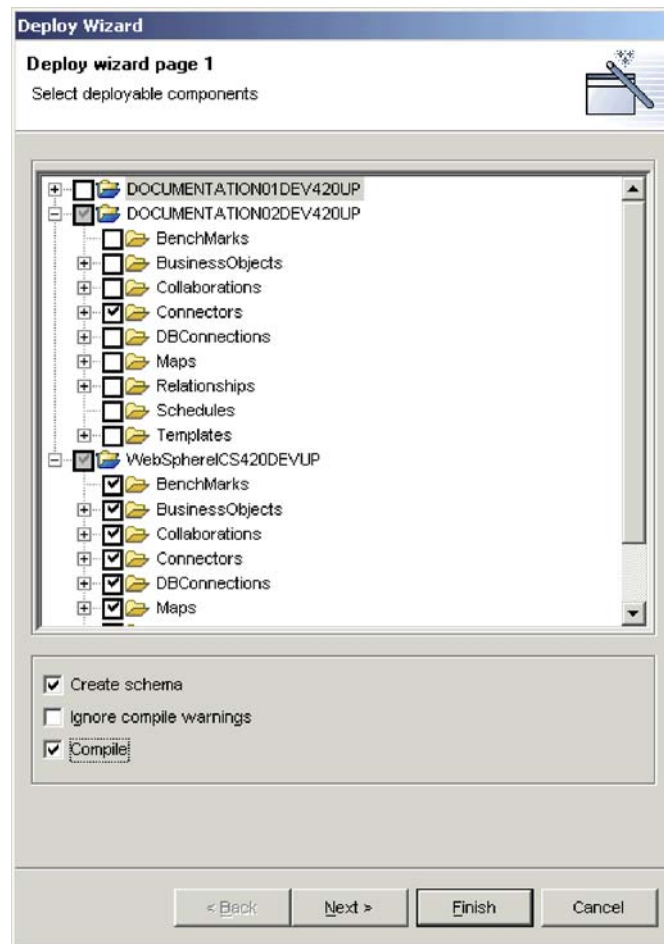 Deploy Wizard
Deploy wizard page 1
Select deployable components
DOCUMENTATION01DEV420UP
DOCUMENTATION02DEV420UP
BenchMarks
BusinessObjects
Collaborations
Connectors
DBConnections
Maps
Relationships
Schedules
Templates
WebSphereICS420DEVUP
BenchMarks
BusinessObjects
Collaborations
Connectors
DBConnections
Maps
Create schema
Ignore compile warnings
Compile
< Back Next > Finish Cancel